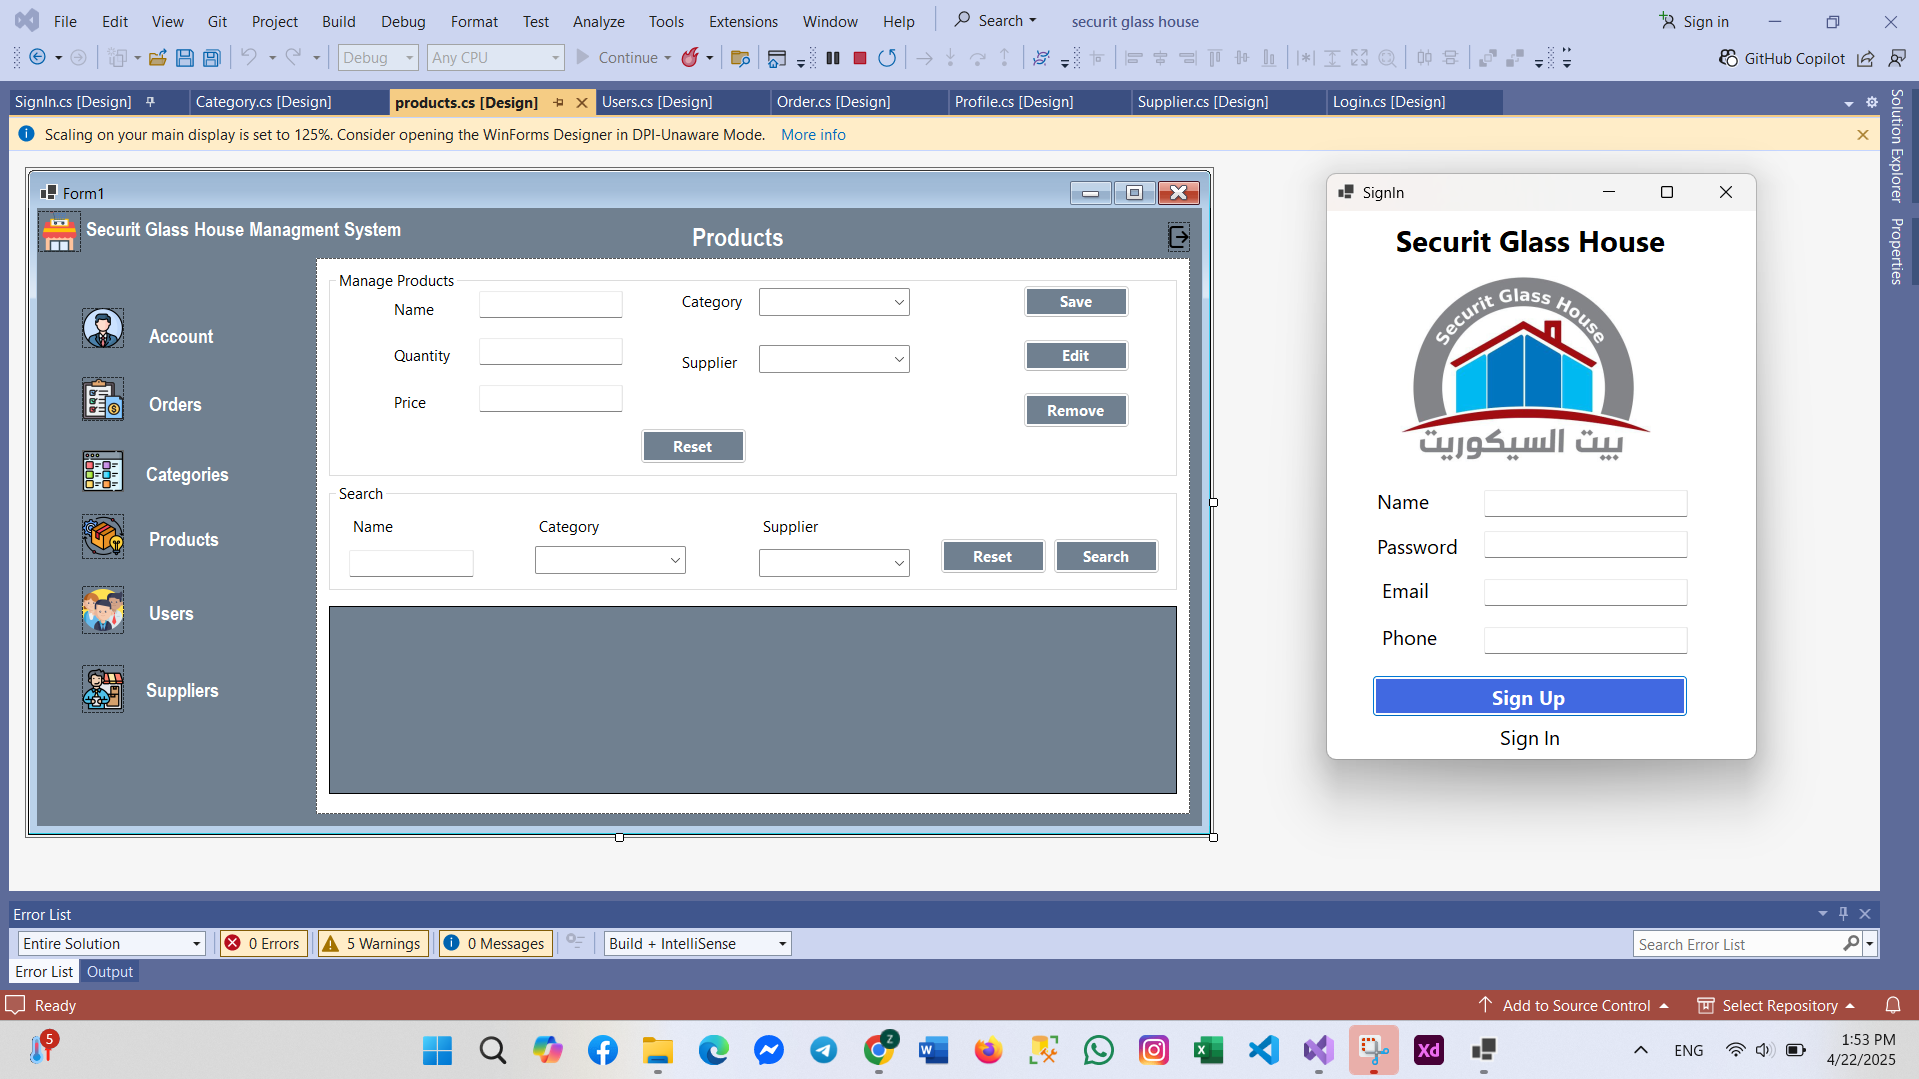 File Edit View Git Project Build Debug Format Test Analyze Tools Extensions Window Help Search securit glass house Sign in
Debug Any CPU Continue GitHub Copilot
SignIn.cs [Design] Category.cs [Design] products.cs [Design] Users.cs [Design] Order.cs [Design] Profile.cs [Design] Supplier.cs [Design] Login.cs [Design]
Scaling on your main display is set to 125%. Consider opening the WinForms Designer in DPI-Unaware Mode. More info
Solution Explorer
Properties
Form1
Securit Glass House Managment System
Products
Account
Orders
Categories
Products
Users
Suppliers
Manage Products
Name
Category
Save
Quantity
Supplier
Edit
Price
Remove
Reset
Search
Name
Category
Supplier
Reset
Search
SignIn
Securit Glass House
Securit Glass House
بيت السيكوريت
Name
Password
Email
Phone
Sign Up
Sign In
Error List
Entire Solution 0 Errors 5 Warnings 0 Messages Build + IntelliSense Search Error List
Error List Output
Ready Add to Source Control Select Repository
5
Z
W
X
Xd
ENG
1:53 PM
4/22/2025